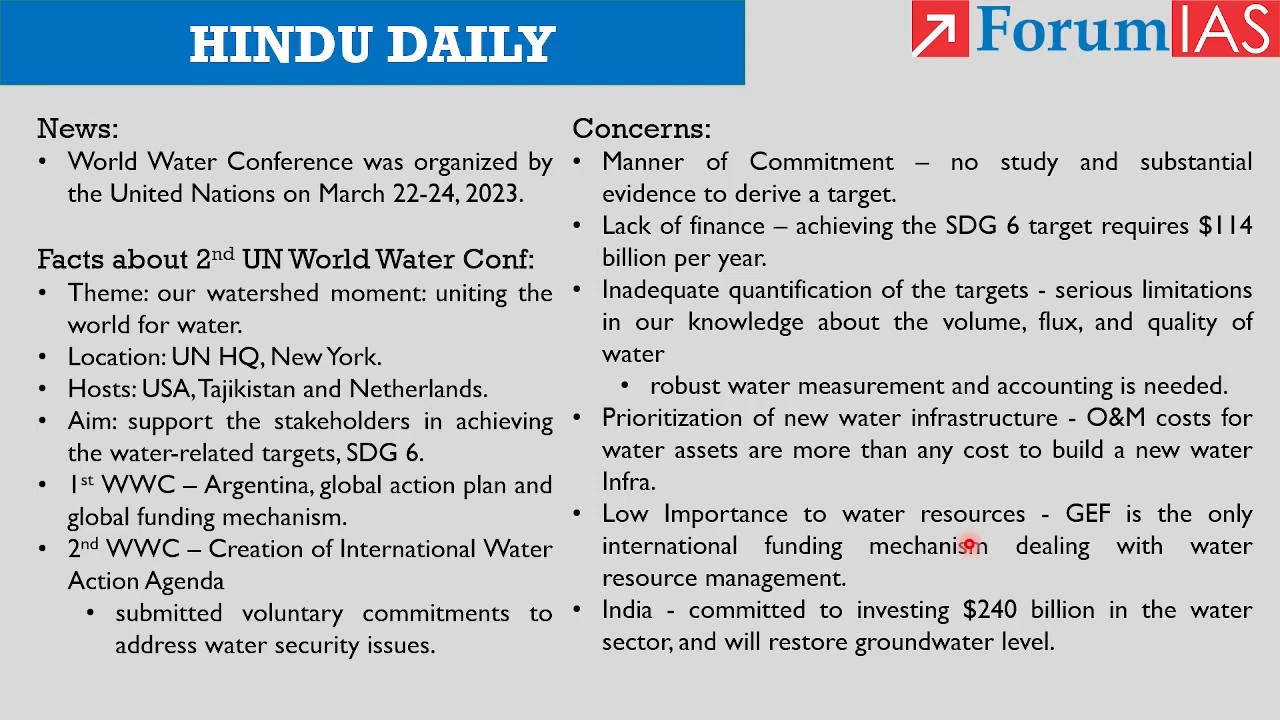 HINDU DAILY
Forum IAS
News:
• World Water Conference was organized by
the United Nations on March 22-24, 2023.
Facts about 2nd UN World Water Conf:
• Theme: our watershed moment: uniting the
world for water.
• Location: UN HQ, New York.
• Hosts: USA, Tajikistan and Netherlands.
• Aim: support the stakeholders in achieving
the water-related targets, SDG 6.
• 1st WWC – Argentina, global action plan and
global funding mechanism.
• 2nd WWC – Creation of International Water
Action Agenda
• submitted voluntary commitments to
address water security issues.
Concerns:
• Manner of Commitment – no study and substantial
evidence to derive a target.
• Lack of finance – achieving the SDG 6 target requires $114
billion per year.
• Inadequate quantification of the targets - serious limitations
in our knowledge about the volume, flux, and quality of
water
• robust water measurement and accounting is needed.
• Prioritization of new water infrastructure - O&M costs for
water assets are more than any cost to build a new water
Infra.
• Low Importance to water resources - GEF is the only
international funding mechanism dealing with water
resource management.
• India - committed to investing $240 billion in the water
sector, and will restore groundwater level.